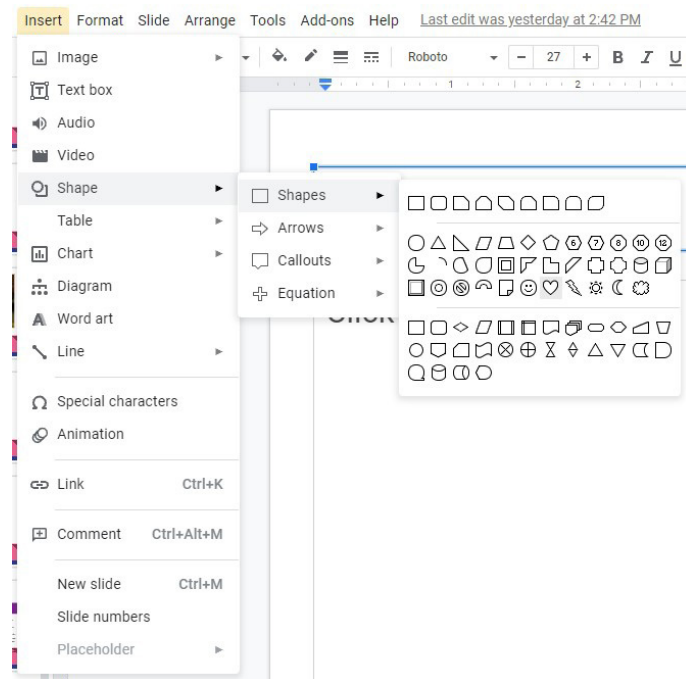 Insert Format Slide Arrange Tools Add-ons Help Last edit was yesterday at 2:42 PM
Image
Roboto
27
B I U
Text box
1 2
Audio
Video
Shape
Shapes
Table
Arrows
Chart
Callouts
Diagram
Equation
Word art
Click
Line
Special characters
Animation
Link Ctrl+K
Comment Ctrl+Alt+M
New slide Ctrl+M
Slide numbers
Placeholder